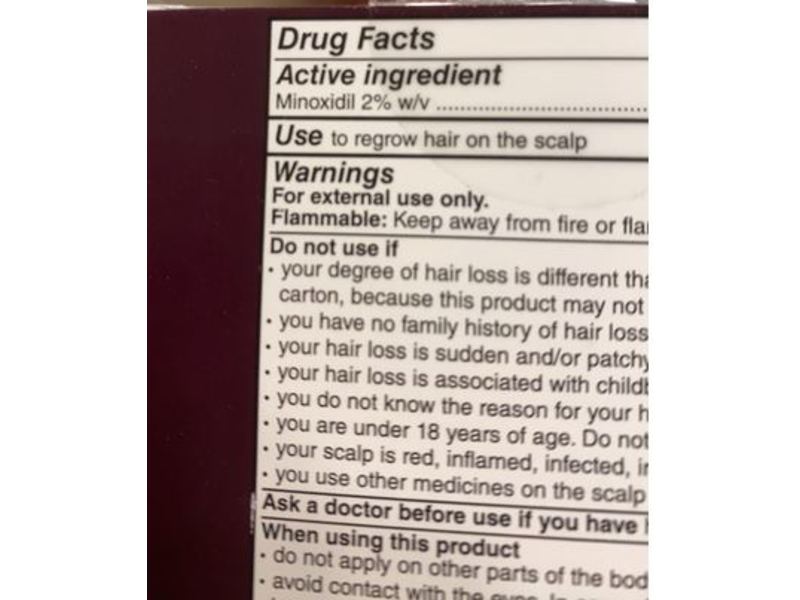 Drug Facts
Active ingredient
Minoxidil 2% w/v ................................
Use to regrow hair on the scalp
Warnings
For external use only.
Flammable: Keep away from fire or
Do not use if
• your degree of hair loss is different
carton, because this product may not
• you have no family history of hair loss
• your hair loss is sudden and/or patchy
• your hair loss is associated with
• you do not know the reason for your
• you are under 18 years of age. Do not
• your scalp is red, inflamed, infected,
• you use other medicines on the scalp
Ask a doctor before use if you have
When using this product
• do not apply on other parts of the
• avoid contact with the eyes.